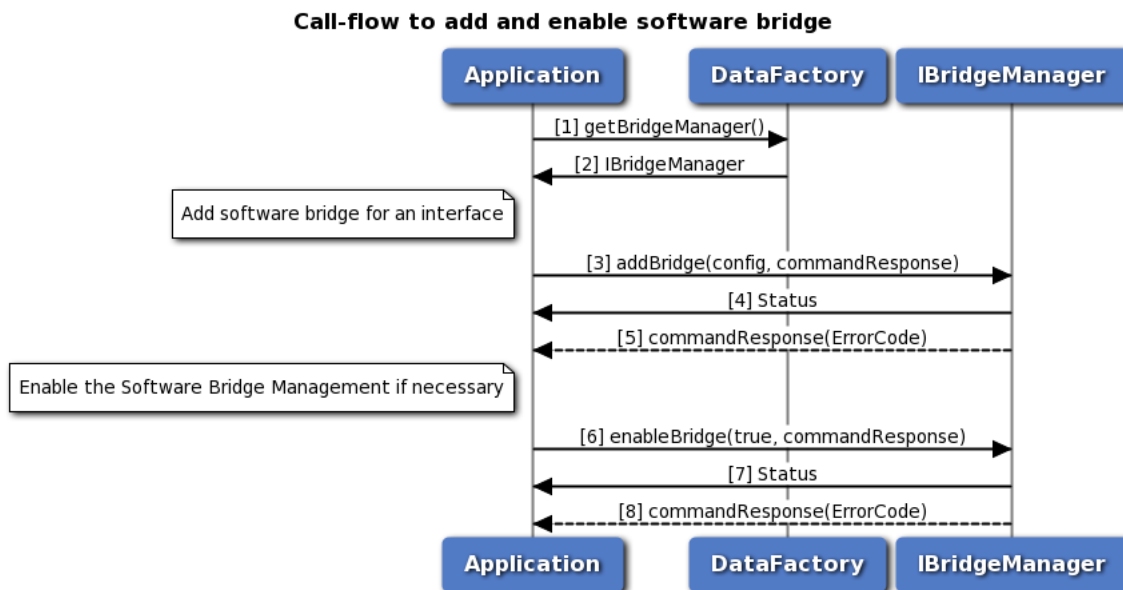 Call-flow to add and enable software bridge
Application
DataFactory
IBridgeManager
[1] getBridgeManager()
[2] IBridgeManager
Add software bridge for an interface
[3] addBridge(config, commandResponse)
[4] Status
[5] commandResponse(ErrorCode)
Enable the Software Bridge Management if necessary
[6] enableBridge(true, commandResponse)
[7] Status
[8] commandResponse(ErrorCode)
Application
DataFactory
IBridgeManager